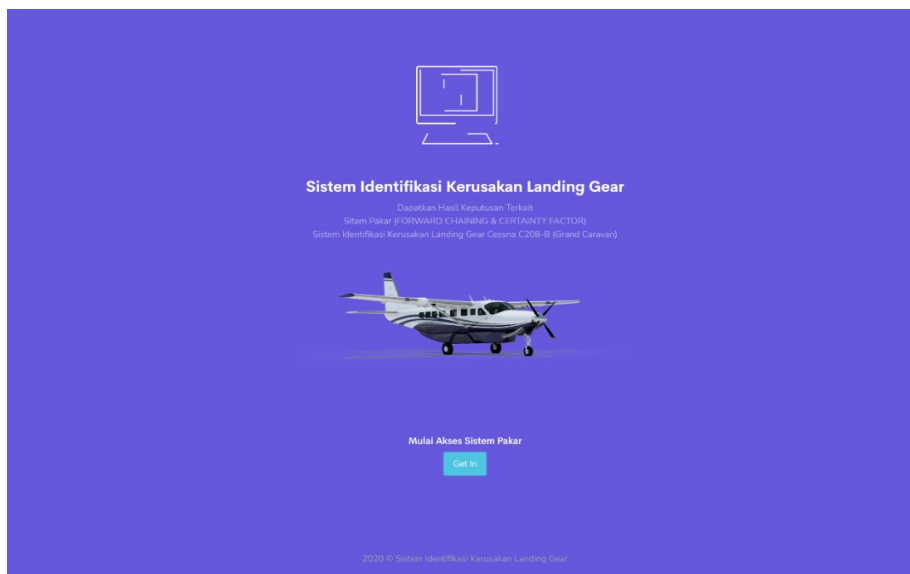 Sistem Identifikasi Kerusakan Landing Gear
Dapatkan Hasil Keputusan Terkait
Sitem Pakar (FORWARD CHAINING & CERTAINTY FACTOR)
Sistem Identifikasi Kerusakan Landing Gear Cessna C208-B (Grand Caravan)
Mulai Akses Sistem Pakar
Get In
2020 © Sistem Identifikasi Kerusakan Landing Gear